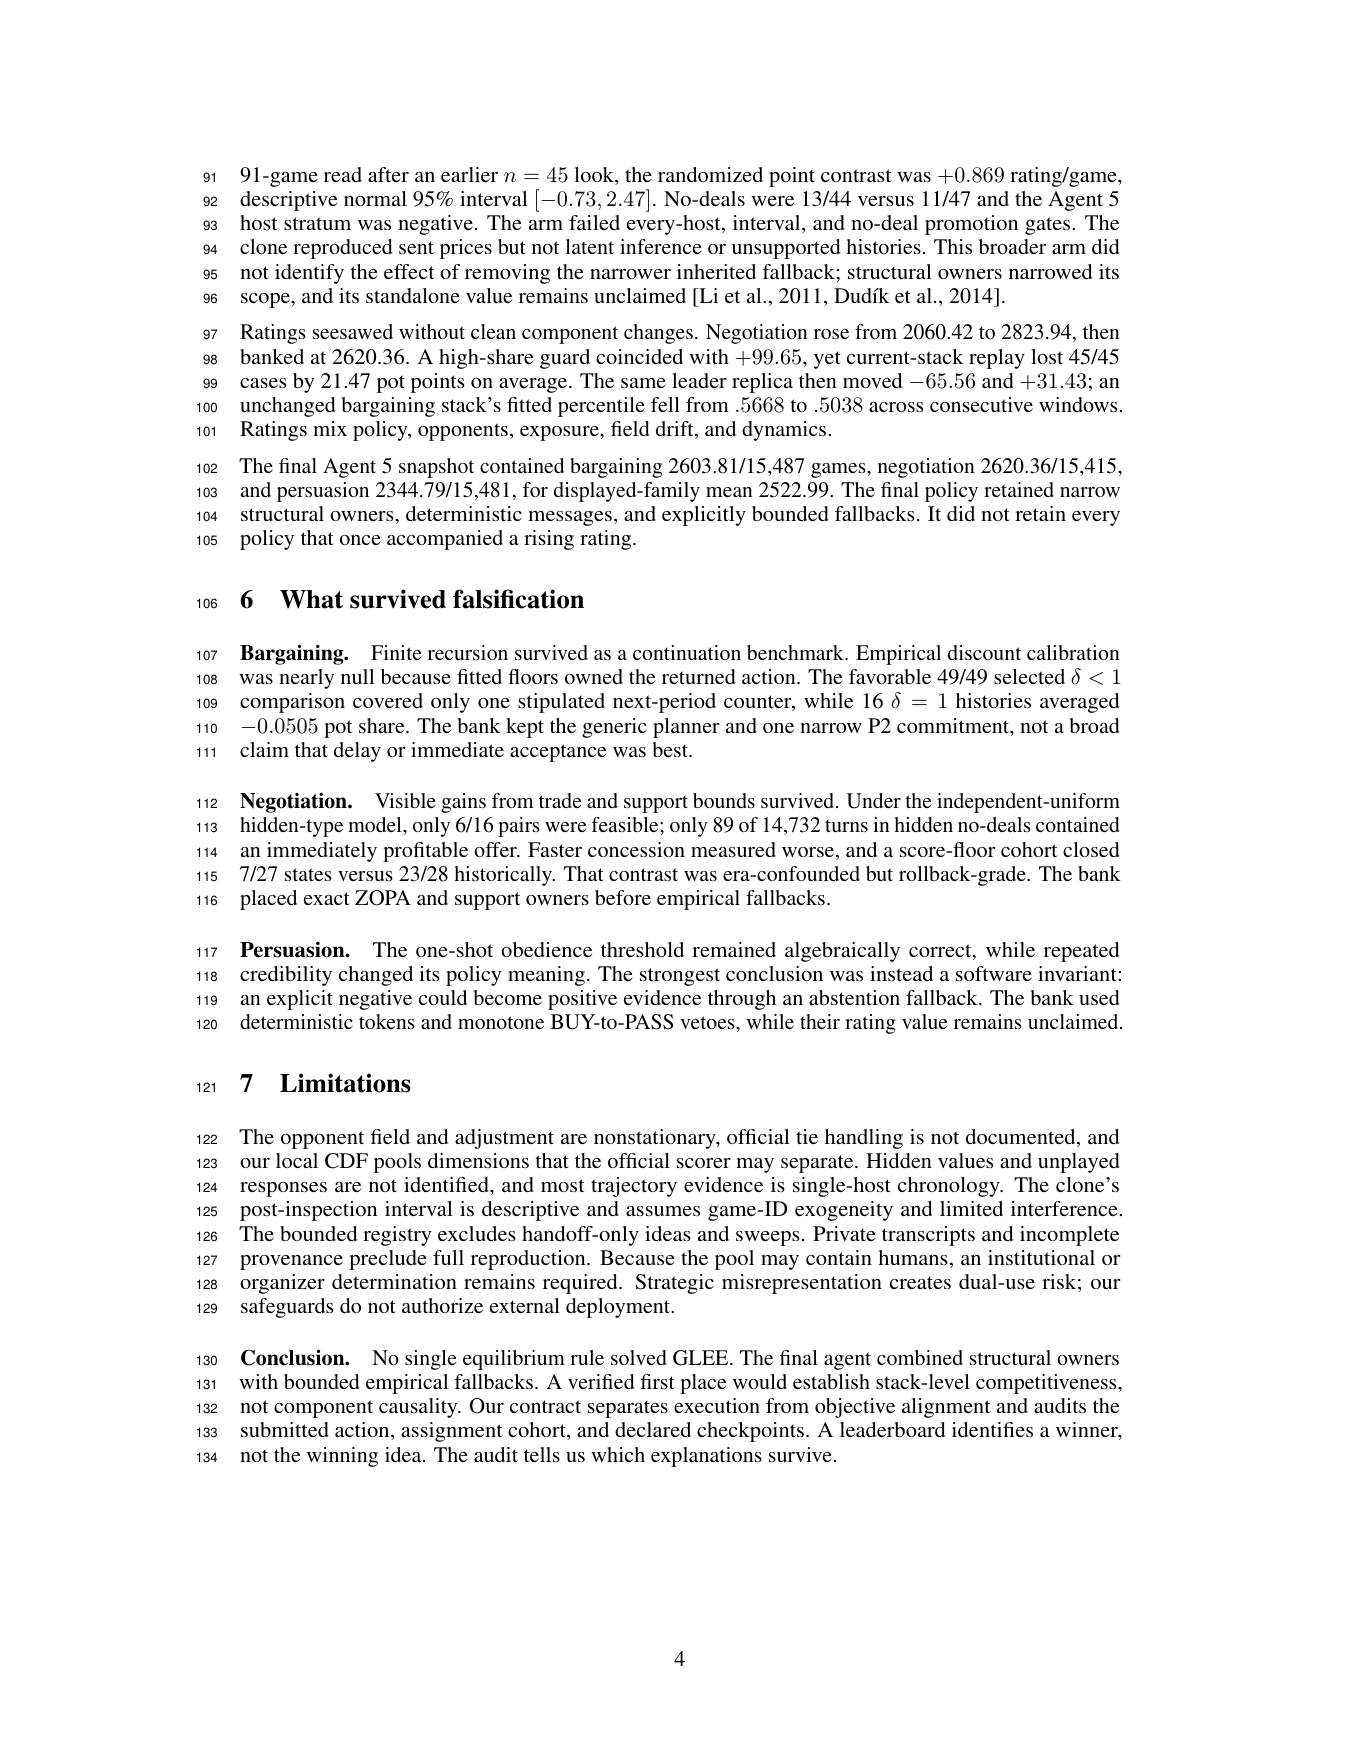 91 91-game read after an earlier n = 45 look, the randomized point contrast was +0.869 rating/game,
92 descriptive normal 95% interval [−0.73, 2.47]. No-deals were 13/44 versus 11/47 and the Agent 5
93 host stratum was negative. The arm failed every-host, interval, and no-deal promotion gates. The
94 clone reproduced sent prices but not latent inference or unsupported histories. This broader arm did
95 not identify the effect of removing the narrower inherited fallback; structural owners narrowed its
96 scope, and its standalone value remains unclaimed [Li et al., 2011, Dudík et al., 2014].
97 Ratings seesawed without clean component changes. Negotiation rose from 2060.42 to 2823.94, then
98 banked at 2620.36. A high-share guard coincided with +99.65, yet current-stack replay lost 45/45
99 cases by 21.47 pot points on average. The same leader replica then moved −65.56 and +31.43; an
100 unchanged bargaining stack's fitted percentile fell from .5668 to .5038 across consecutive windows.
101 Ratings mix policy, opponents, exposure, field drift, and dynamics.
102 The final Agent 5 snapshot contained bargaining 2603.81/15,487 games, negotiation 2620.36/15,415,
103 and persuasion 2344.79/15,481, for displayed-family mean 2522.99. The final policy retained narrow
104 structural owners, deterministic messages, and explicitly bounded fallbacks. It did not retain every
105 policy that once accompanied a rising rating.
106 6 What survived falsification
107 Bargaining. Finite recursion survived as a continuation benchmark. Empirical discount calibration
108 was nearly null because fitted floors owned the returned action. The favorable 49/49 selected δ < 1
109 comparison covered only one stipulated next-period counter, while 16 δ = 1 histories averaged
110 −0.0505 pot share. The bank kept the generic planner and one narrow P2 commitment, not a broad
111 claim that delay or immediate acceptance was best.
112 Negotiation. Visible gains from trade and support bounds survived. Under the independent-uniform
113 hidden-type model, only 6/16 pairs were feasible; only 89 of 14,732 turns in hidden no-deals contained
114 an immediately profitable offer. Faster concession measured worse, and a score-floor cohort closed
115 7/27 states versus 23/28 historically. That contrast was era-confounded but rollback-grade. The bank
116 placed exact ZOPA and support owners before empirical fallbacks.
117 Persuasion. The one-shot obedience threshold remained algebraically correct, while repeated
118 credibility changed its policy meaning. The strongest conclusion was instead a software invariant:
119 an explicit negative could become positive evidence through an abstention fallback. The bank used
120 deterministic tokens and monotone BUY-to-PASS vetoes, while their rating value remains unclaimed.
121 7 Limitations
122 The opponent field and adjustment are nonstationary, official tie handling is not documented, and
123 our local CDF pools dimensions that the official scorer may separate. Hidden values and unplayed
124 responses are not identified, and most trajectory evidence is single-host chronology. The clone's
125 post-inspection interval is descriptive and assumes game-ID exogeneity and limited interference.
126 The bounded registry excludes handoff-only ideas and sweeps. Private transcripts and incomplete
127 provenance preclude full reproduction. Because the pool may contain humans, an institutional or
128 organizer determination remains required. Strategic misrepresentation creates dual-use risk; our
129 safeguards do not authorize external deployment.
130 Conclusion. No single equilibrium rule solved GLEE. The final agent combined structural owners
131 with bounded empirical fallbacks. A verified first place would establish stack-level competitiveness,
132 not component causality. Our contract separates execution from objective alignment and audits the
133 submitted action, assignment cohort, and declared checkpoints. A leaderboard identifies a winner,
134 not the winning idea. The audit tells us which explanations survive.
4